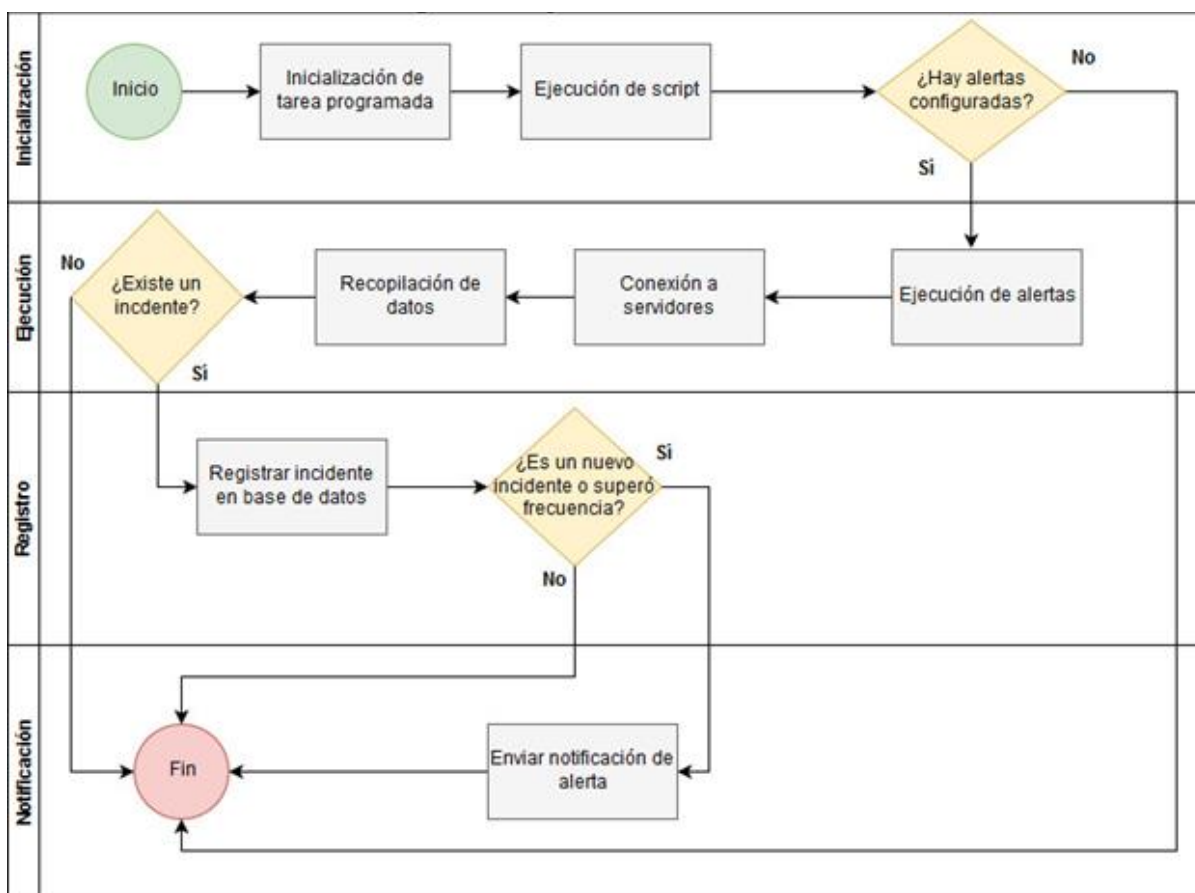 Inicialización
Inicio
Inicialización de
tarea programada
Ejecución de script
¿Hay alertas
configuradas?
No
Si
Ejecución
No
¿Existe un
incdente?
Si
Recopilación de
datos
Conexión a
servidores
Ejecución de alertas
Registro
Registrar incidente
en base de datos
¿Es un nuevo
incidente o superó
frecuencia?
Si
No
Notificación
Fin
Enviar notificación de
alerta